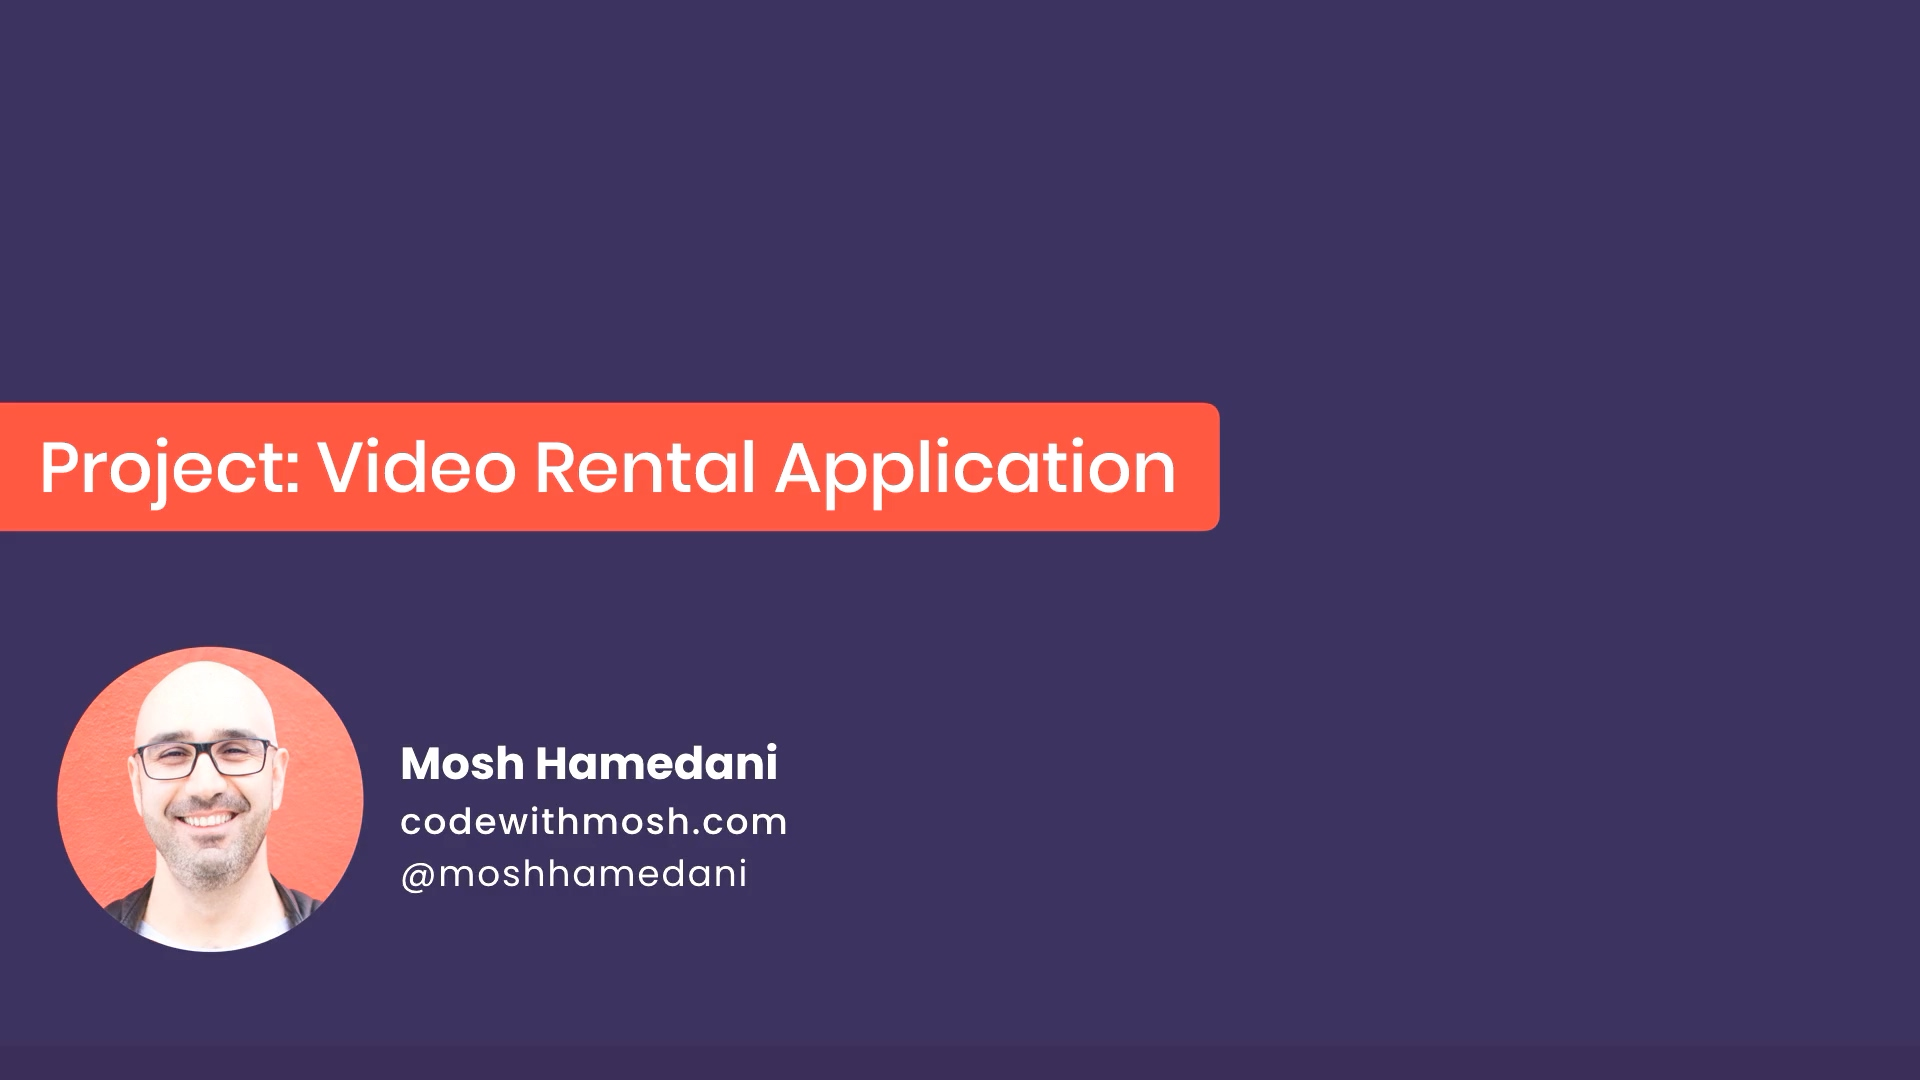 Project: Video Rental Application
Mosh Hamedani
codewithmosh.com
@moshhamedani